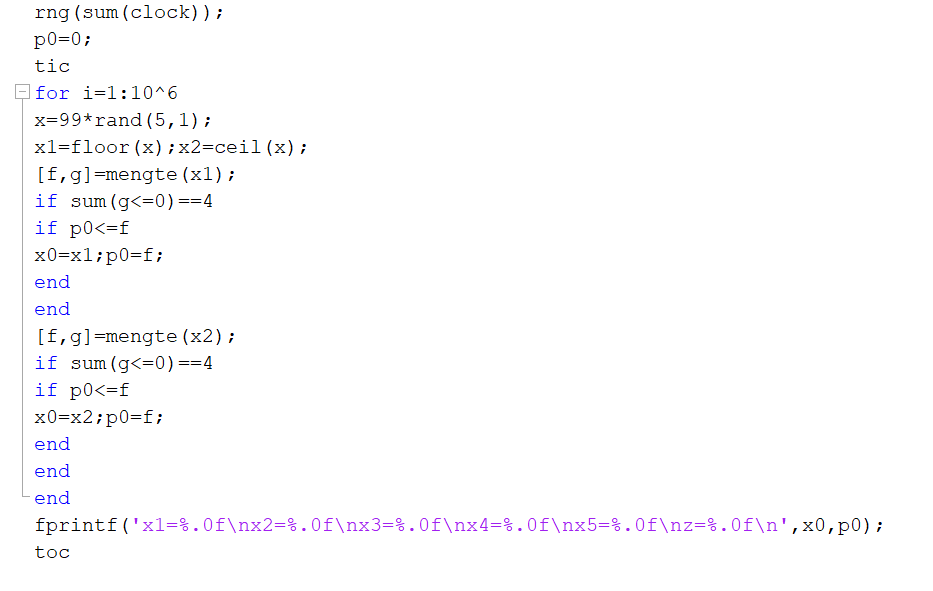 rng(sum(clock));
p0=0;
tic
for i=1:10^6
x=99*rand(5,1);
x1=floor(x);x2=ceil(x);
[f,g]=mengte(x1);
if sum(g<=0)==4
if p0<=f
x0=x1;p0=f;
end
end
[f,g]=mengte(x2);
if sum(g<=0)==4
if p0<=f
x0=x2;p0=f;
end
end
end
fprintf('x1=%.0f\nx2=%.0f\nx3=%.0f\nx4=%.0f\nx5=%.0f\nz=%.0f\n',x0,p0);
toc